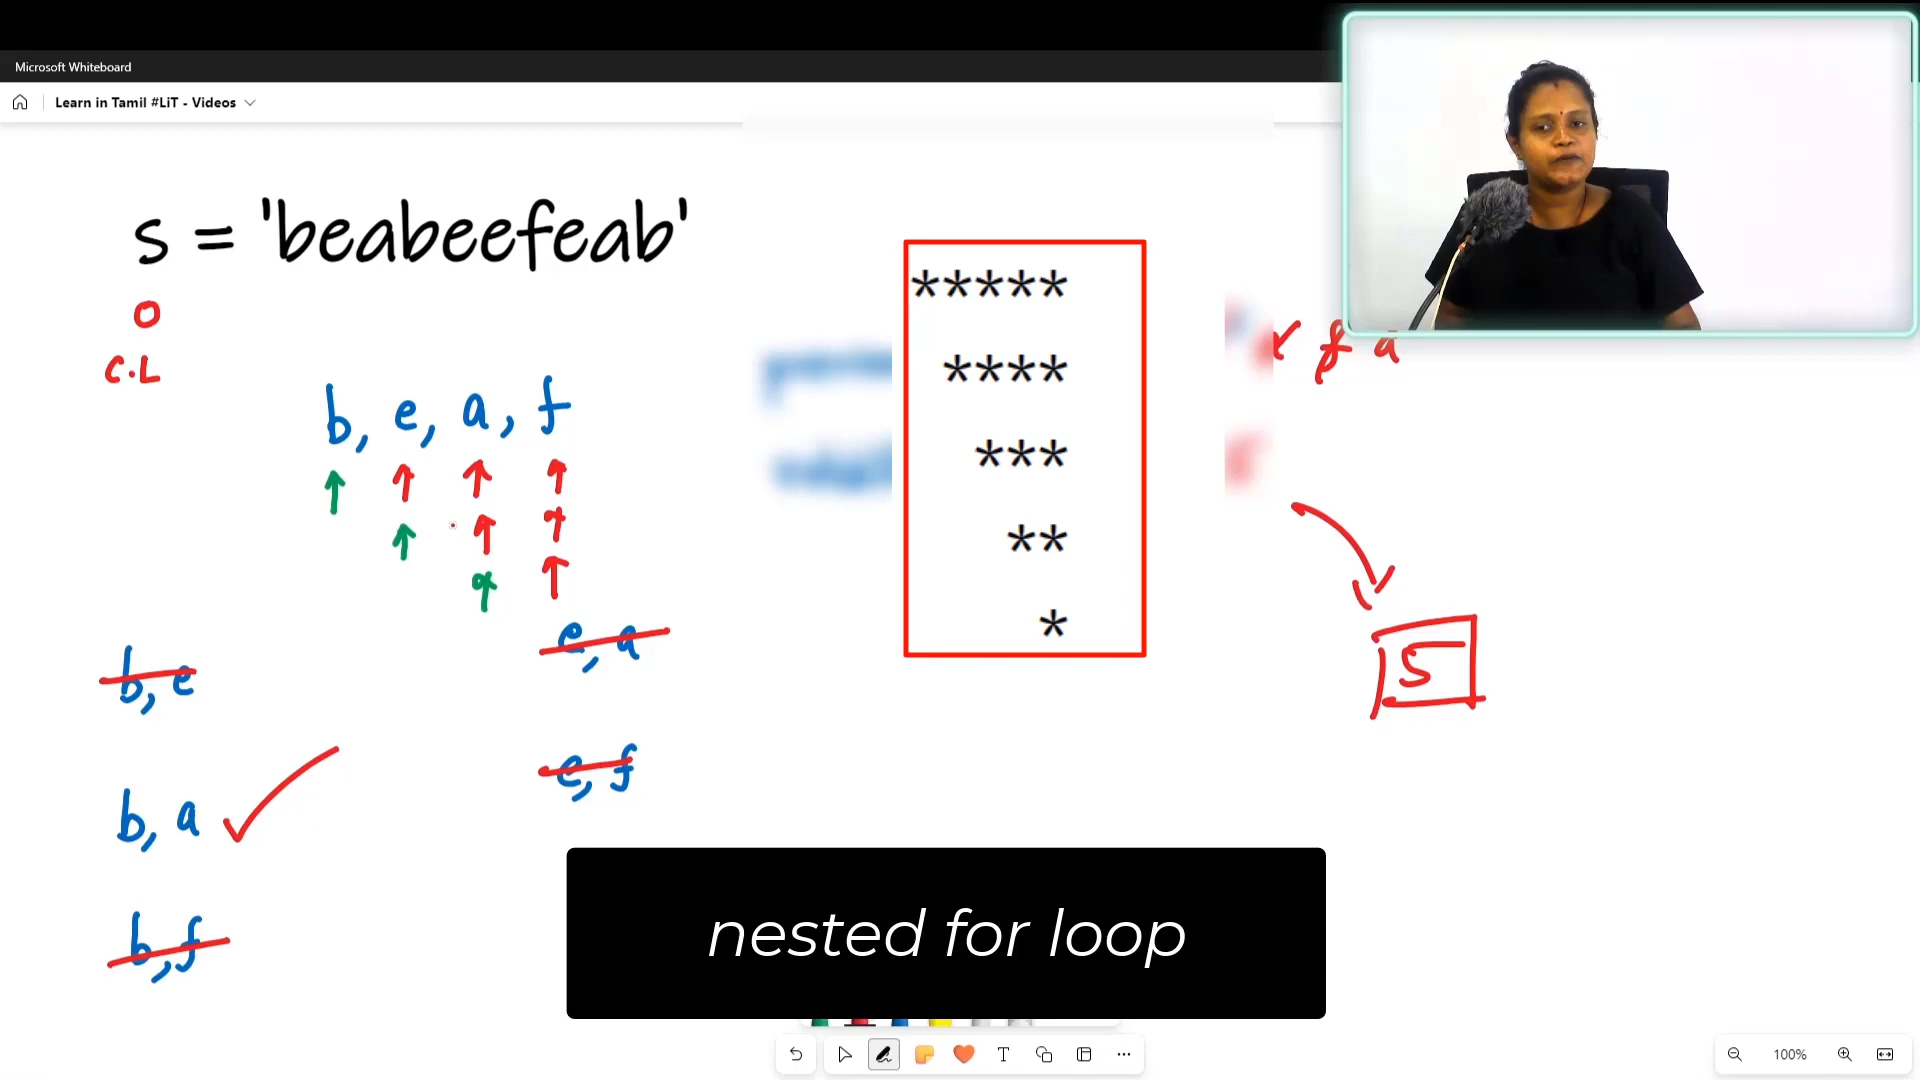 Microsoft Whiteboard
Learn in Tamil #LiT - Videos
s = 'beabeefeab'
0
C.L
b, e, a, f
*****
****
***
**
*
f a
e, a
b, e
5
e, f
b, a
b, f
nested for loop
T
100%